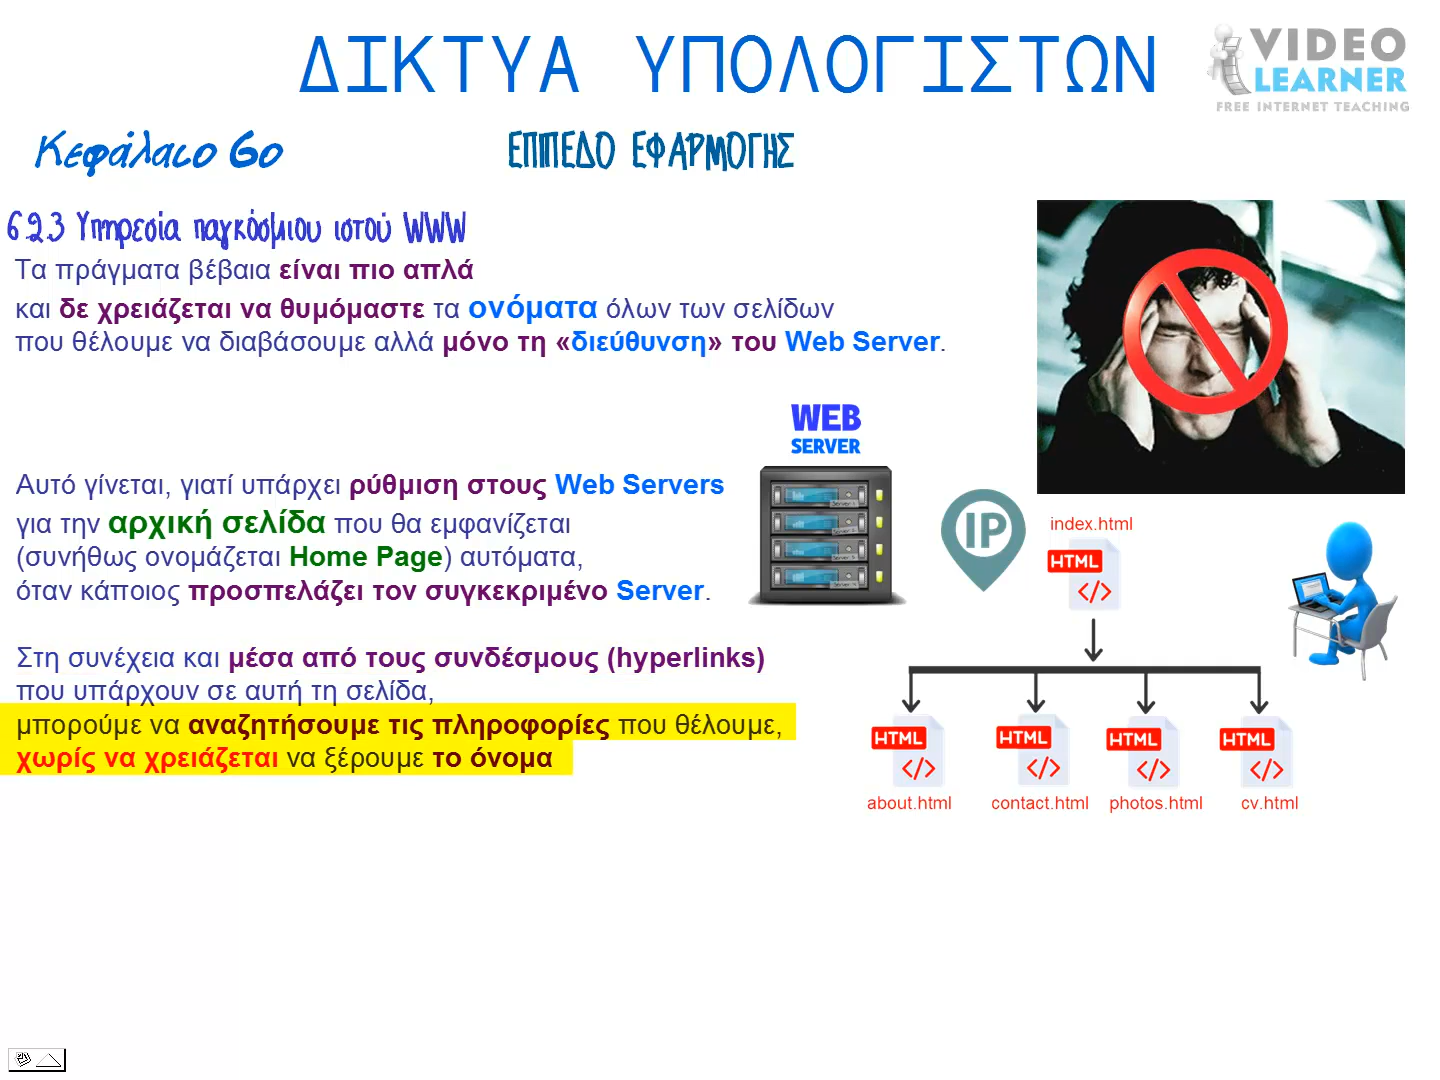 ΔΙΚΤΥΑ ΥΠΟΛΟΓΙΣΤΩΝ
VIDEO
LEARNER
FREE INTERNET TEACHING
Κεφάλαιο 6ο
ΕΠΙΠΕΔΟ ΕΦΑΡΜΟΓΗΣ
6.2.3 Υπηρεσία παγκόσμιου ιστού WWW
Τα πράγματα βέβαια είναι πιο απλά
και δε χρειάζεται να θυμόμαστε τα ονόματα όλων των σελίδων
που θέλουμε να διαβάσουμε αλλά μόνο τη «διεύθυνση» του Web Server.
WEB
SERVER
Αυτό γίνεται, γιατί υπάρχει ρύθμιση στους Web Servers
για την αρχική σελίδα που θα εμφανίζεται
(συνήθως ονομάζεται Home Page) αυτόματα,
όταν κάποιος προσπελάζει τον συγκεκριμένο Server.
IP
index.html
HTML
</>
Στη συνέχεια και μέσα από τους συνδέσμους (hyperlinks)
που υπάρχουν σε αυτή τη σελίδα,
μπορούμε να αναζητήσουμε τις πληροφορίες που θέλουμε,
χωρίς να χρειάζεται να ξέρουμε το όνομα
HTML HTML HTML HTML
</> </> </> </>
about.html contact.html photos.html cv.html